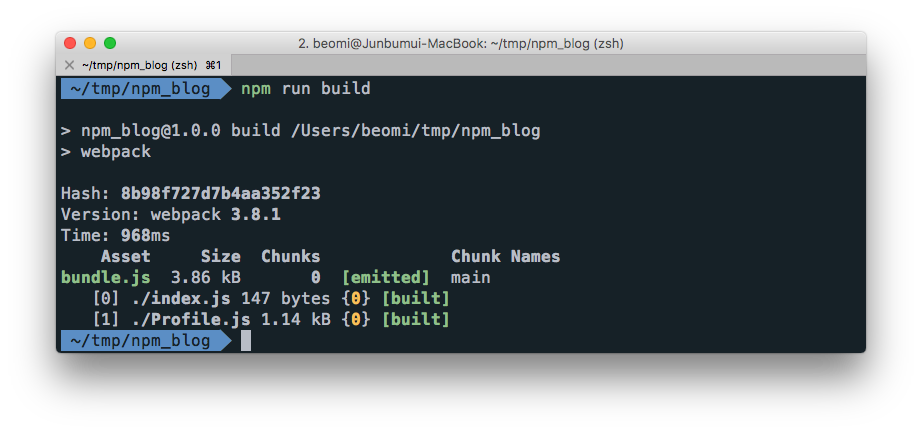 2. beomi@Junbumui-MacBook: ~/tmp/npm_blog (zsh)
× ~/tmp/npm_blog (zsh) ⌘1
~/tmp/npm_blog npm run build
> npm_blog@1.0.0 build /Users/beomi/tmp/npm_blog
> webpack
Hash: 8b98f727d7b4aa352f23
Version: webpack 3.8.1
Time: 968ms
Asset Size Chunks Chunk Names
bundle.js 3.86 kB 0 [emitted] main
[0] ./index.js 147 bytes {0} [built]
[1] ./Profile.js 1.14 kB {0} [built]
~/tmp/npm_blog